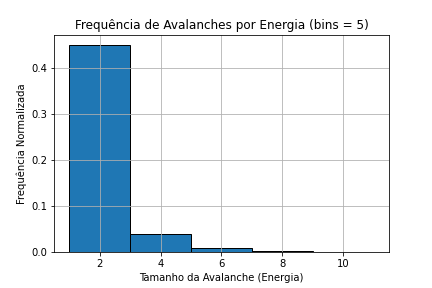 Frequência de Avalanches por Energia (bins = 5)
Frequência Normalizada
0.4
0.3
0.2
0.1
0.0
2 4 6 8 10
Tamanho da Avalanche (Energia)